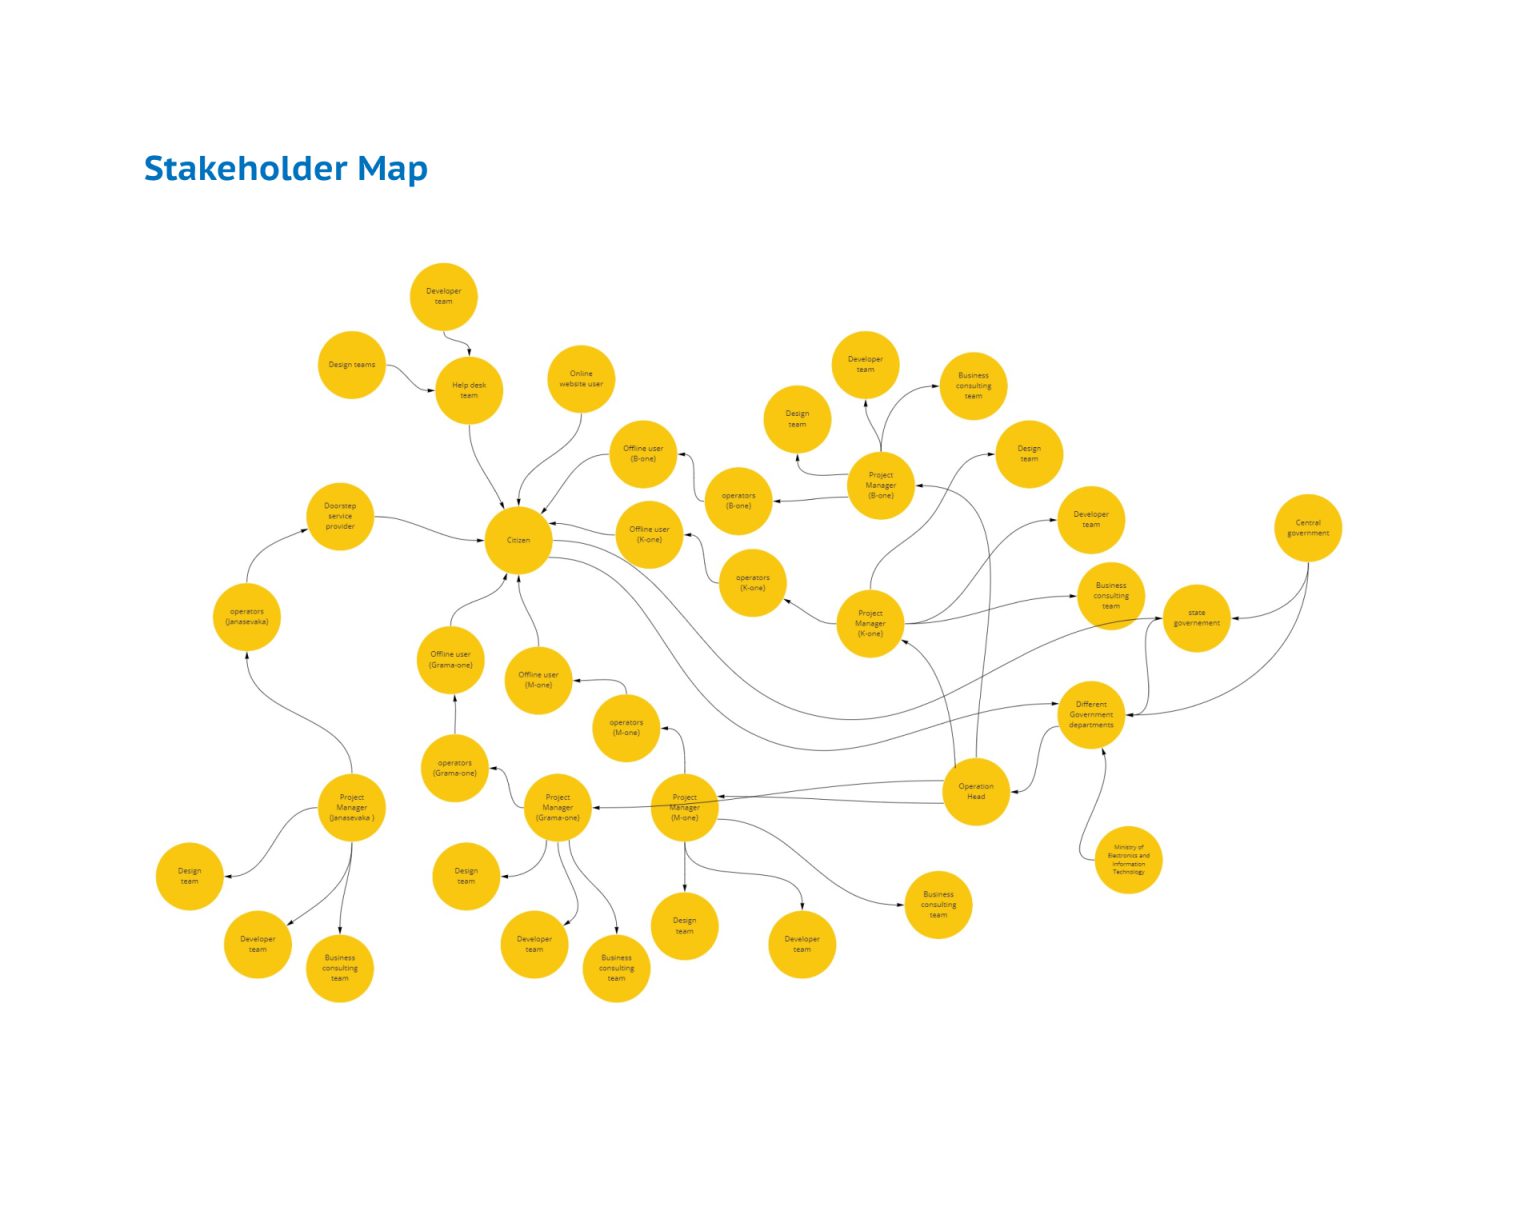 Stakeholder Map
Developer
team
Design teams
Help desk
team
Online
website user
Developer
team
Business
consulting
team
Design
team
Offline user
(B-one)
operators
(B-one)
Project
Manager
(B-one)
Design
team
Doorstep
service
provider
Citizen
Offline user
(K-one)
Developer
team
Central
government
operators
(K-one)
Business
consulting
team
operators
(Janasevaka)
Project
Manager
(K-one)
state
governement
Offline user
(Grama-one)
Offline user
(M-one)
operators
(M-one)
Different
Government
departments
operators
(Grama-one)
Project
Manager
(Janasevaka )
Project
Manager
(Grama-one)
Project
Manager
(M-one)
Operation
Head
Ministry of
Electronics and
Information
Technology
Design
team
Design
team
Business
consulting
team
Developer
team
Business
consulting
team
Developer
team
Business
consulting
team
Design
team
Developer
team